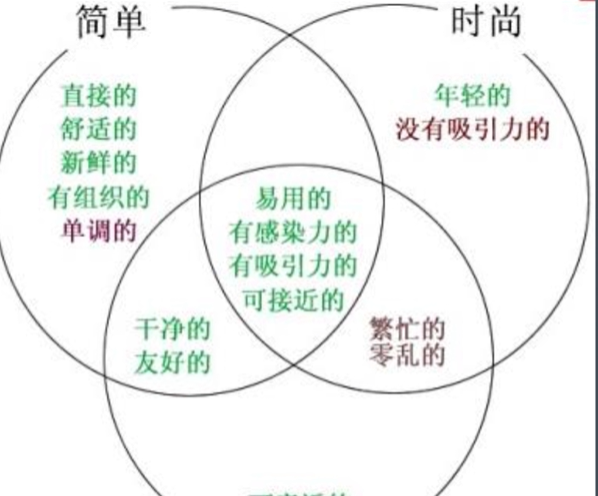 简单
时尚
直接的
舒适的
新鲜的
有组织的
单调的
年轻的
没有吸引力的
易用的
有感染力的
有吸引力的
可接近的
干净的
友好的
繁忙的
零乱的